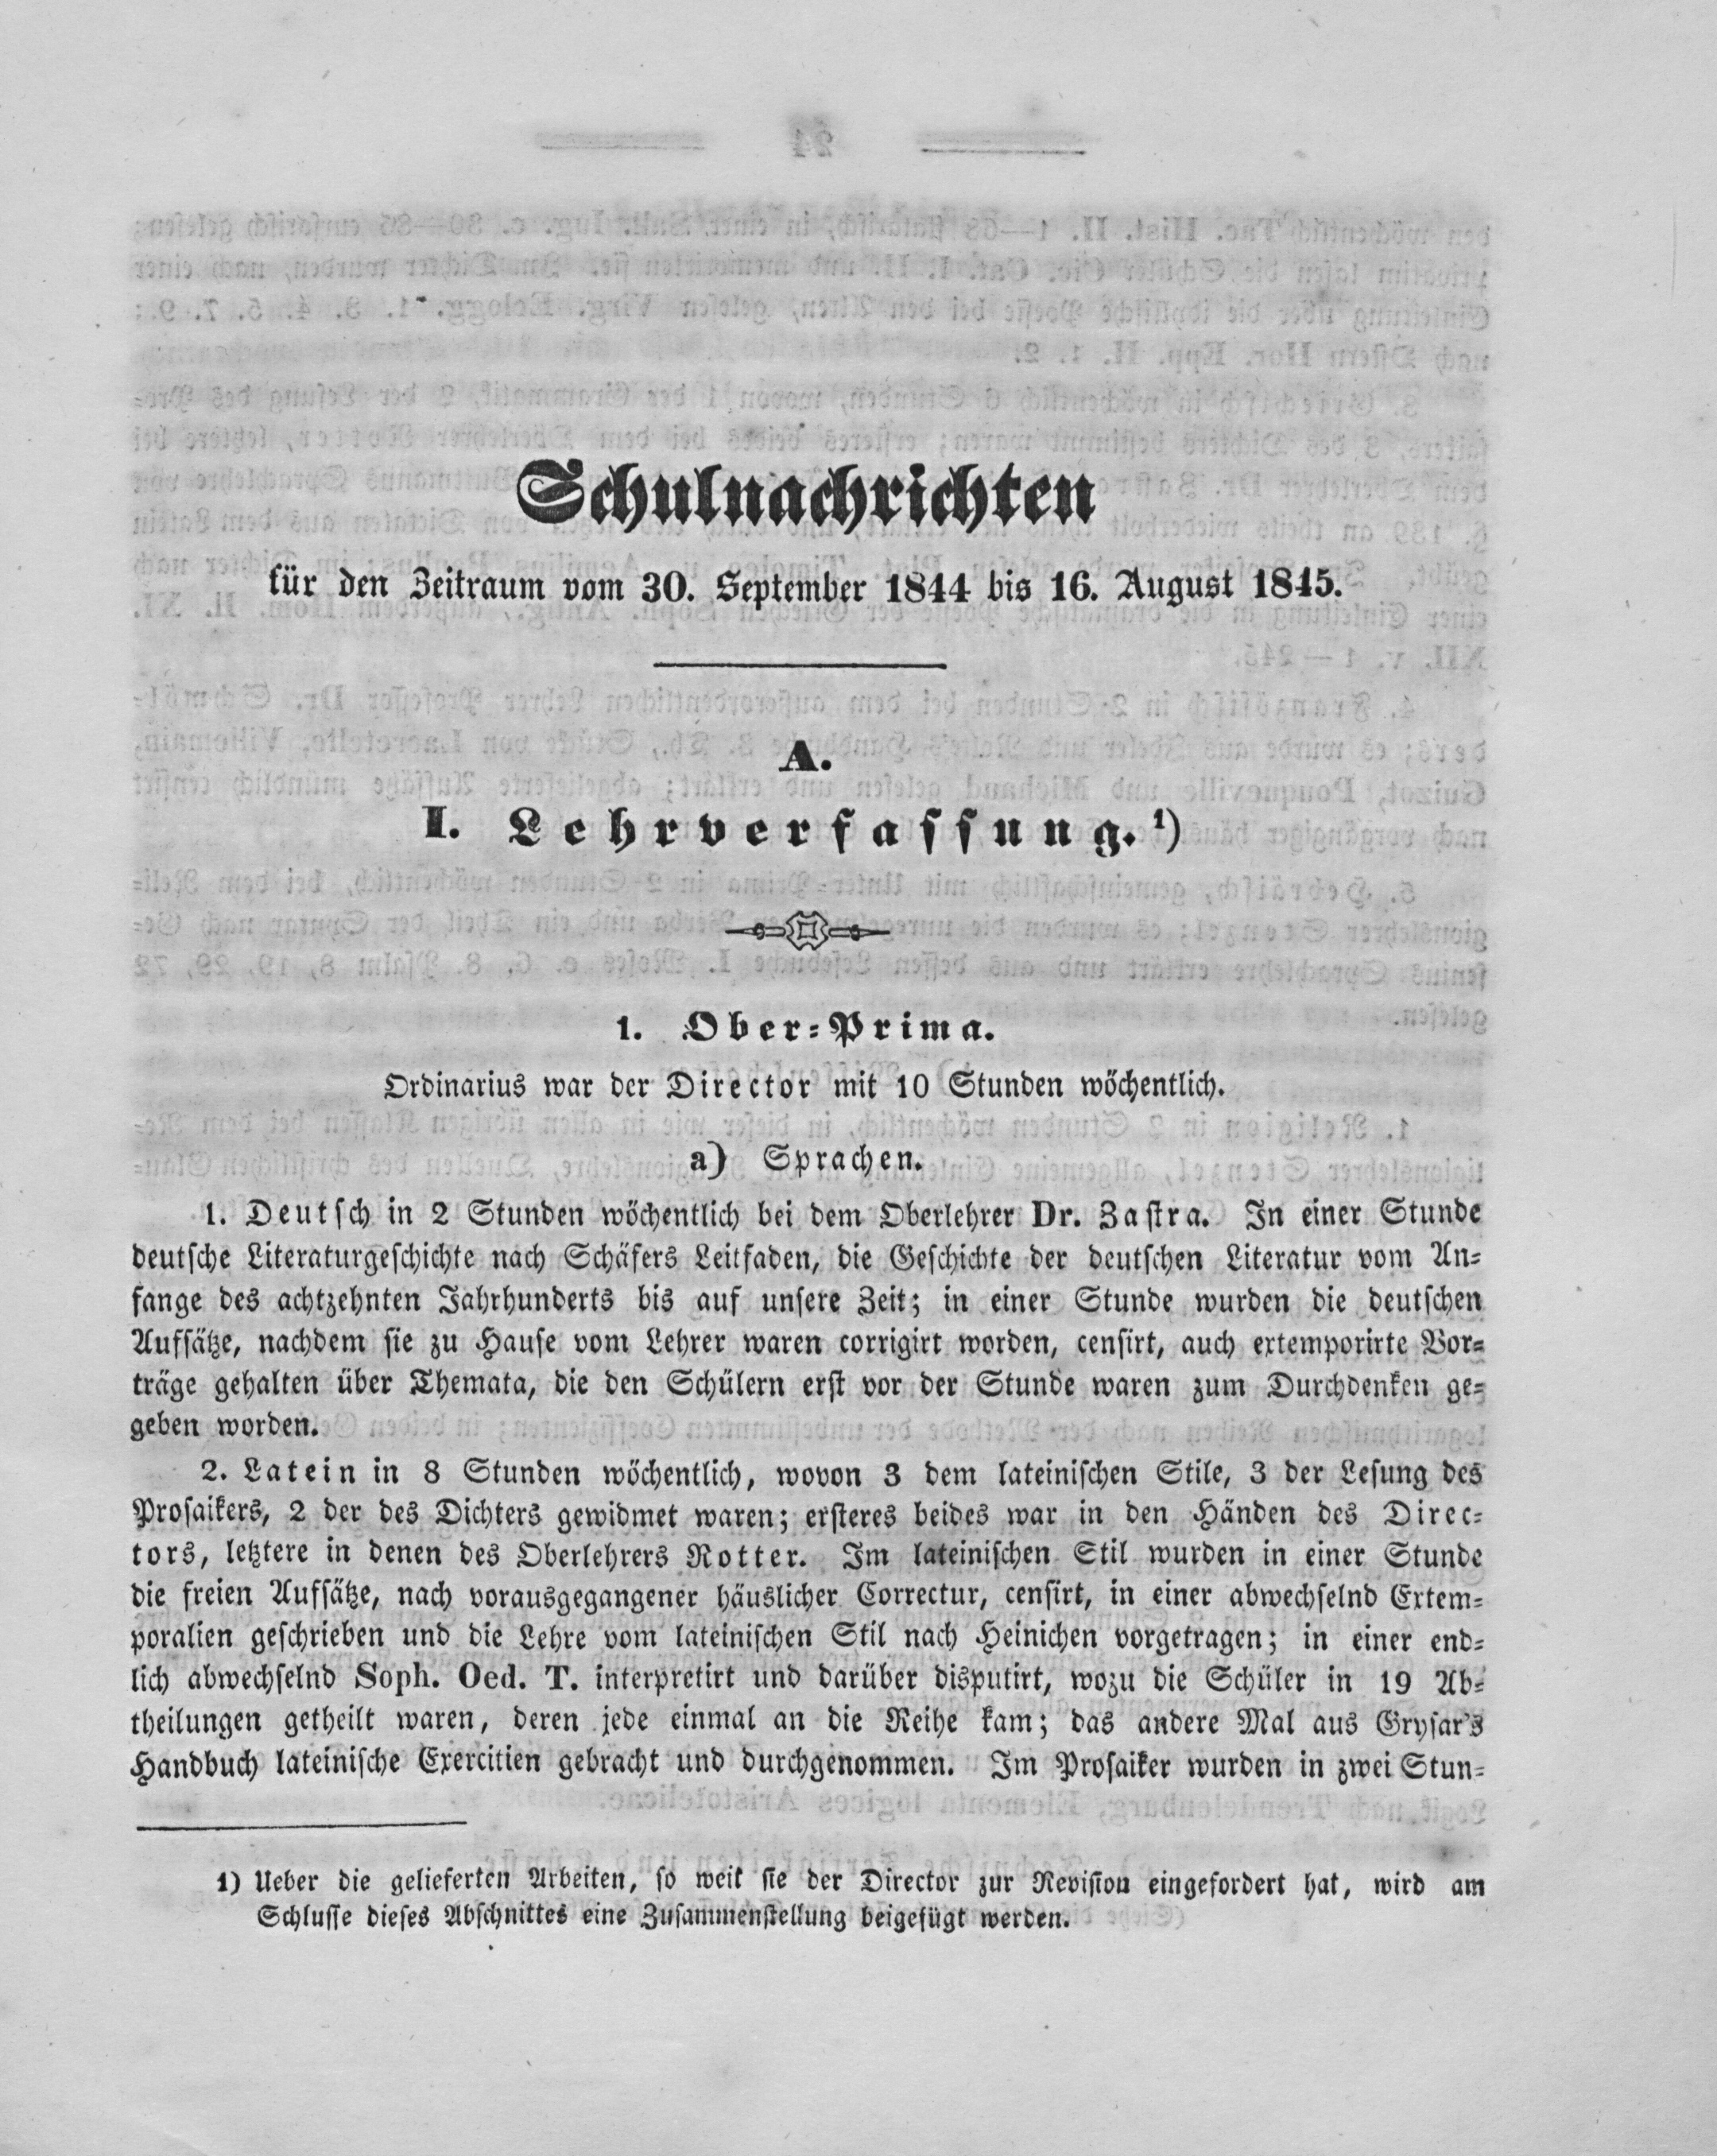 Schulnachrichten
für den Zeitraum vom 30. September 1844 bis 16. August 1845.
A.
I. Lehrverfassung.¹)
1. Ober-Prima.
Ordinarius war der Director mit 10 Stunden wöchentlich.
a) Sprachen.
1. Deutsch in 2 Stunden wöchentlich bei dem Oberlehrer Dr. Zastra. In einer Stunde
deutsche Literaturgeschichte nach Schäfers Leitfaden, die Geschichte der deutschen Literatur vom An-
fange des achtzehnten Jahrhunderts bis auf unsere Zeit; in einer Stunde wurden die deutschen
Aufsätze, nachdem sie zu Hause vom Lehrer waren corrigirt worden, censirt, auch extemporirte Vor-
träge gehalten über Themata, die den Schülern erst vor der Stunde waren zum Durchdenken ge-
geben worden.
2. Latein in 8 Stunden wöchentlich, wovon 3 dem lateinischen Stile, 3 der Lesung des
Prosaikers, 2 der des Dichters gewidmet waren; ersteres beides war in den Händen des Direc-
tors, letztere in denen des Oberlehrers Rotter. Im lateinischen Stil wurden in einer Stunde
die freien Aufsätze, nach vorausgegangener häuslicher Correctur, censirt, in einer abwechselnd Extem-
poralien geschrieben und die Lehre vom lateinischen Stil nach Heinichen vorgetragen; in einer end-
lich abwechselnd Soph. Oed. T. interpretirt und darüber disputirt, wozu die Schüler in 19 Ab-
theilungen getheilt waren, deren jede einmal an die Reihe kam; das andere Mal aus Grysar's
Handbuch lateinische Exercitien gebracht und durchgenommen. Im Prosaiker wurden in zwei Stun-
1) Ueber die gelieferten Arbeiten, so weit sie der Director zur Revision eingefordert hat, wird am
Schlusse dieses Abschnittes eine Zusammenstellung beigefügt werden.